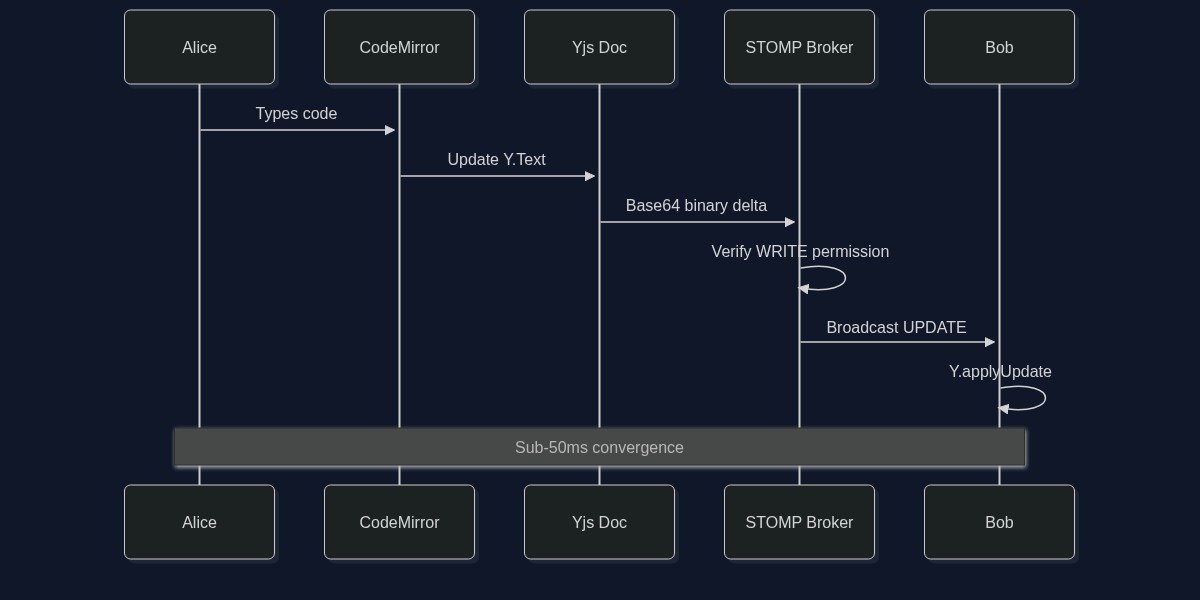 Alice
CodeMirror
Yjs Doc
STOMP Broker
Bob
Types code
Update Y.Text
Base64 binary delta
Verify WRITE permission
Broadcast UPDATE
Y.applyUpdate
Sub-50ms convergence
Alice
CodeMirror
Yjs Doc
STOMP Broker
Bob